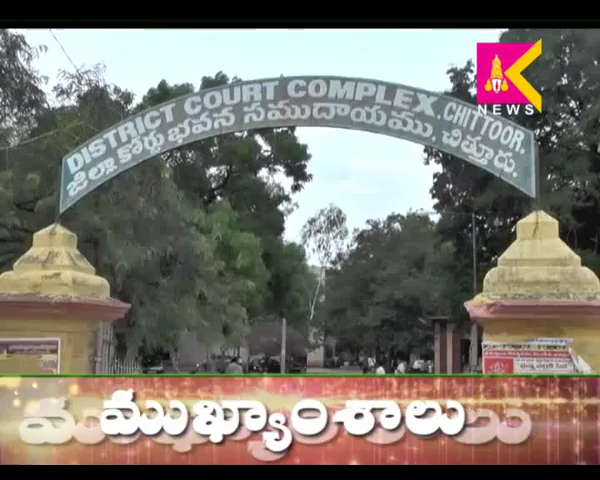 K
NEWS
DISTRICT COURT COMPLEX. CHITTOOR.
జిల్లా కోర్టు భవన సముదాయము, చిత్తూరు.
ముఖ్యాంశాలు